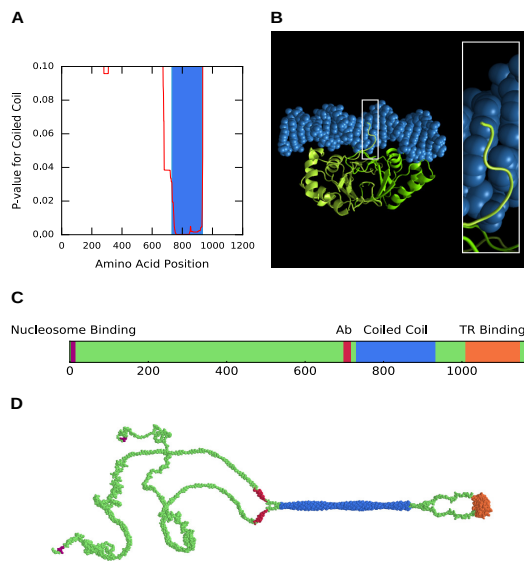 A
P-value for Coiled Coil
0.10
0.08
0.06
0.04
0.02
0.00
0 200 400 600 800 1000 1200
Amino Acid Position
B
C
Nucleosome Binding Ab Coiled Coil TR Binding
0 200 400 600 800 1000
D